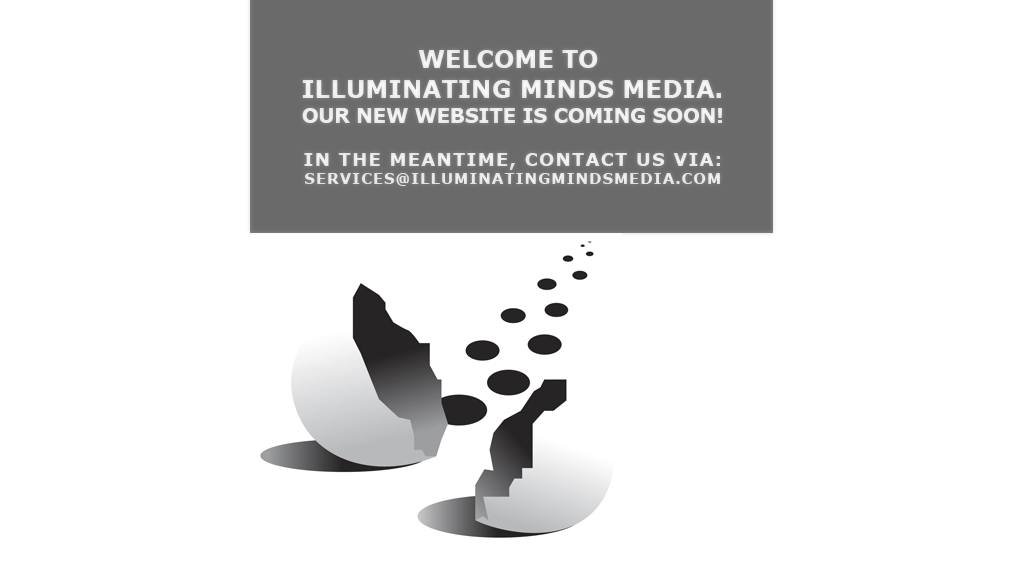 WELCOME TO
ILLUMINATING MINDS MEDIA.
OUR NEW WEBSITE IS COMING SOON!
IN THE MEANTIME, CONTACT US VIA:
SERVICES@ILLUMINATINGMINDSMEDIA.COM